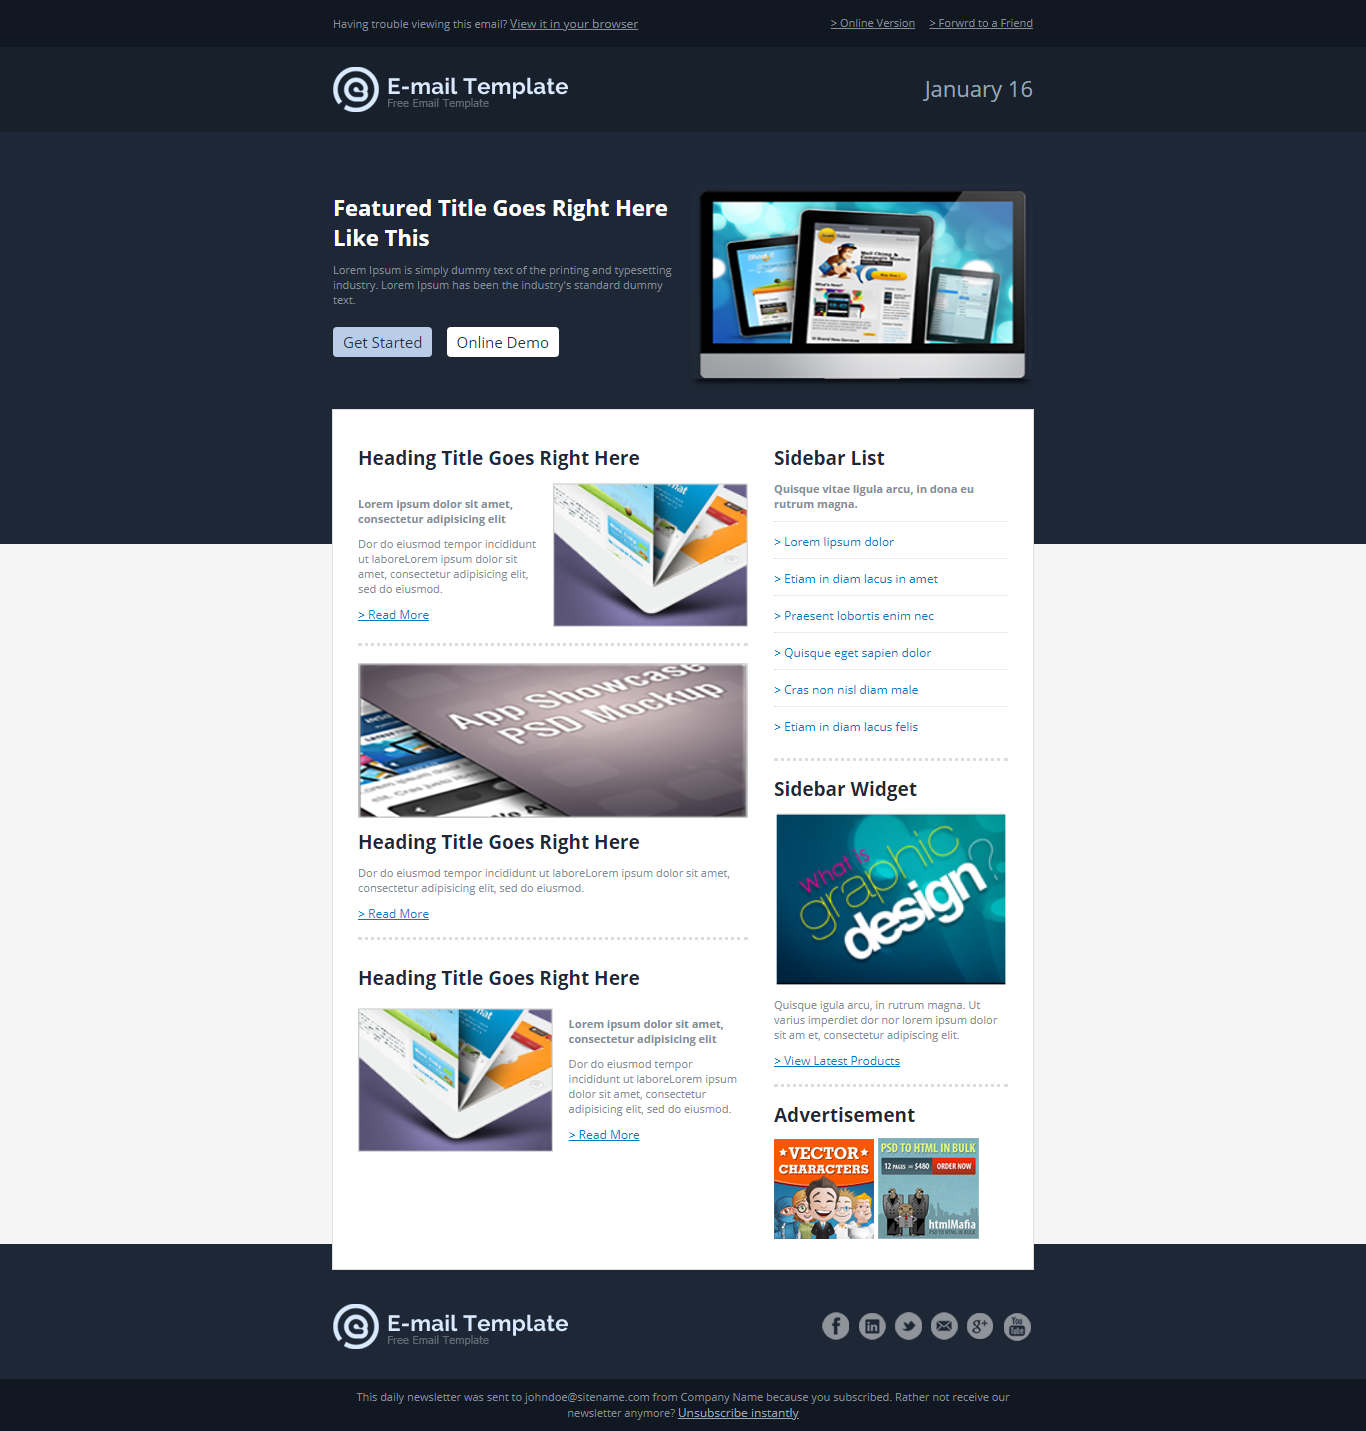 Having trouble viewing this email? View it in your browser
> Online Version
> Forwrd to a Friend
E-mail Template
Free Email Template
January 16
Featured Title Goes Right Here
Like This
Lorem Ipsum is simply dummy text of the printing and typesetting
industry. Lorem Ipsum has been the industry's standard dummy
text.
Get Started
Online Demo
Heading Title Goes Right Here
Lorem ipsum dolor sit amet,
consectetur adipisicing elit
Dor do eiusmod tempor incididunt
ut laboreLorem ipsum dolor sit
amet, consectetur adipisicing elit,
sed do eiusmod.
> Read More
App Showcase
PSD Mockup
Heading Title Goes Right Here
Dor do eiusmod tempor incididunt ut laboreLorem ipsum dolor sit amet,
consectetur adipisicing elit, sed do eiusmod.
> Read More
Heading Title Goes Right Here
Lorem ipsum dolor sit amet,
consectetur adipisicing elit
Dor do eiusmod tempor
incididunt ut laboreLorem ipsum
dolor sit amet, consectetur
adipisicing elit, sed do eiusmod.
> Read More
Sidebar List
Quisque vitae ligula arcu, in dona eu
rutrum magna.
> Lorem lipsum dolor
> Etiam in diam lacus in amet
> Praesent lobortis enim nec
> Quisque eget sapien dolor
> Cras non nisl diam male
> Etiam in diam lacus felis
Sidebar Widget
what is
graphic
design?
Quisque igula arcu, in rutrum magna. Ut
varius imperdiet dor nor lorem ipsum dolor
sit am et, consectetur adipiscing elit.
> View Latest Products
Advertisement
VECTOR
CHARACTERS
PSD TO HTML IN BULK
12 PAGES = $480 ORDER NOW
htmlMafia
PSD TO HTML IN BULK
E-mail Template
Free Email Template
You
Tube
This daily newsletter was sent to johndoe@sitename.com from Company Name because you subscribed. Rather not receive our
newsletter anymore? Unsubscribe instantly